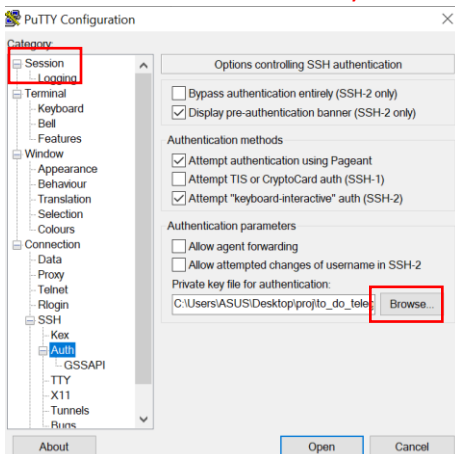 PuTTY Configuration
Category:
Session
Logging
Terminal
Keyboard
Bell
Features
Window
Appearance
Behaviour
Translation
Selection
Colours
Connection
Data
Proxy
Telnet
Rlogin
SSH
Kex
Auth
GSSAPI
TTY
X11
Tunnels
Bugs
Options controlling SSH authentication
Bypass authentication entirely (SSH-2 only)
Display pre-authentication banner (SSH-2 only)
Authentication methods
Attempt authentication using Pageant
Attempt TIS or CryptoCard auth (SSH-1)
Attempt "keyboard-interactive" auth (SSH-2)
Authentication parameters
Allow agent forwarding
Allow attempted changes of username in SSH-2
Private key file for authentication:
C:\Users\ASUS\Desktop\proj\to_do_teleg
Browse...
About
Open
Cancel